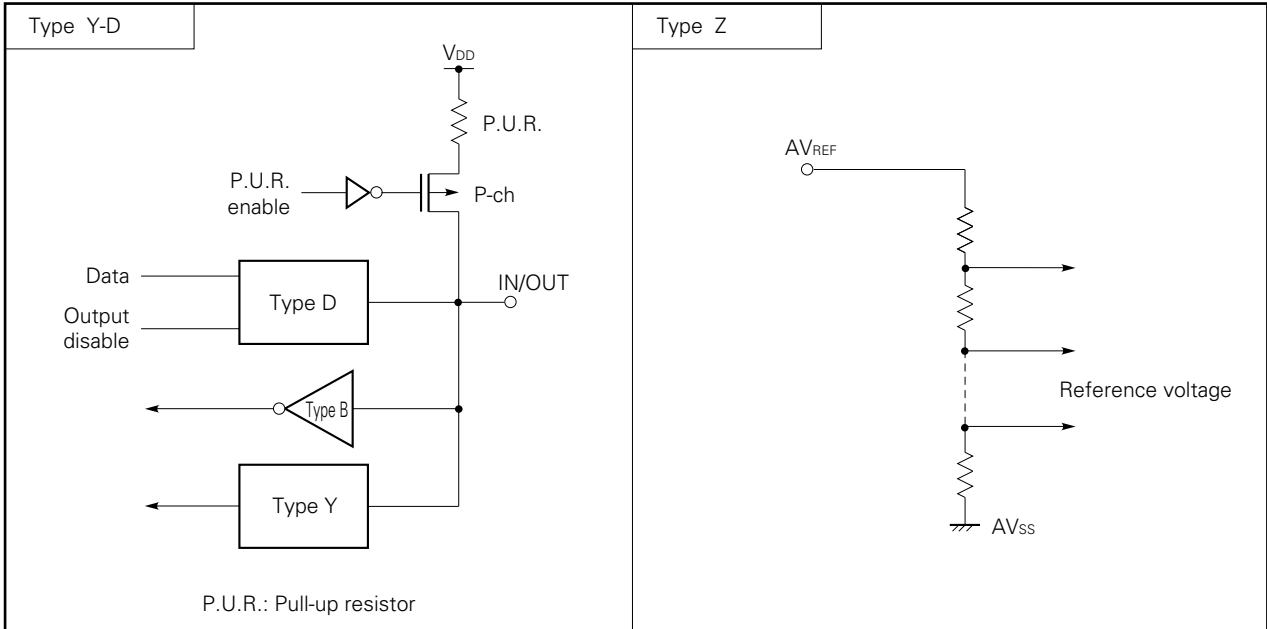 Type Y-D
VDD
P.U.R.
P.U.R.
enable
P-ch
Data
Type D
IN/OUT
Output
disable
Type B
Type Y
P.U.R.: Pull-up resistor
Type Z
AVREF
Reference voltage
AVSS